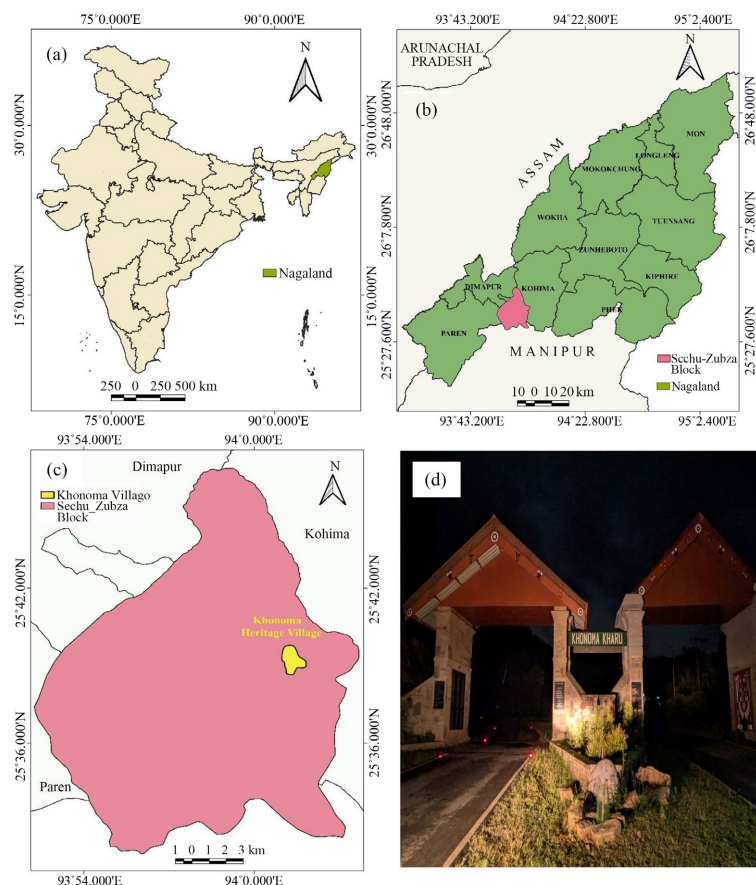 (a)
75°0.000'E
90°0.000'E
N
30°0.000'N
30°0.000'N
15°0.000'N
15°0.000'N
Nagaland
250 0 250 500 km
75°0.000'E
90°0.000'E
(b)
93°43.200'E
94°22.800'E
95°2.400'E
ARUNACHAL
PRADESH
N
26°48.000'N
26°48.000'N
26°7.800'N
26°7.800'N
25°27.600'N
25°27.600'N
ASSAM
MON
LONGLENG
MOKOKCHUNG
WOKHA
TUENSANG
ZUNHEBOTO
KIPHIRE
DIMAPUR
KOHIMA
PHEK
PAREN
MANIPUR
Scchu-Zubza
Block
Nagaland
10 0 10 20 km
93°43.200'E
94°22.800'E
95°2.400'E
(c)
93°54.000'E
94°0.000'E
Dimapur
N
Khonoma Villago
Sechu_Zubza
Block
Kohima
25°42.000'N
25°42.000'N
Khonoma
Heritage Village
25°36.000'N
25°36.000'N
Paren
1 0 1 2 3 km
93°54.000'E
94°0.000'E
(d)
KHONOMA KHARU